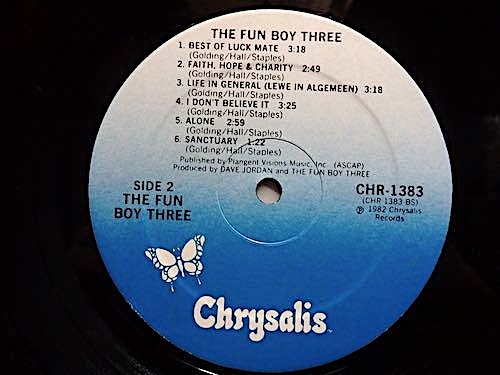 THE FUN BOY THREE
1. BEST OF LUCK MATE 3:18
(Golding/Hall/Staples)
2. FAITH, HOPE & CHARITY 2:49
(Golding/Hall/Staples)
3. LIFE IN GENERAL (LEWE IN ALGEMEEN) 3:18
(Golding/Hall/Staples)
4. I DON'T BELIEVE IT 3:25
(Golding/Hall/Staples)
5. ALONE 2:59
(Golding/Hall/Staples)
6. SANCTUARY 1:22
(Golding/Hall/Staples)
Published by Plangent Visions Music, Inc. (ASCAP)
Produced by DAVE JORDAN and THE FUN BOY THREE
SIDE 2
THE FUN
BOY THREE
CHR-1383
(CHR 1383 BS)
℗ 1982 Chrysalis
Records
Chrysalis